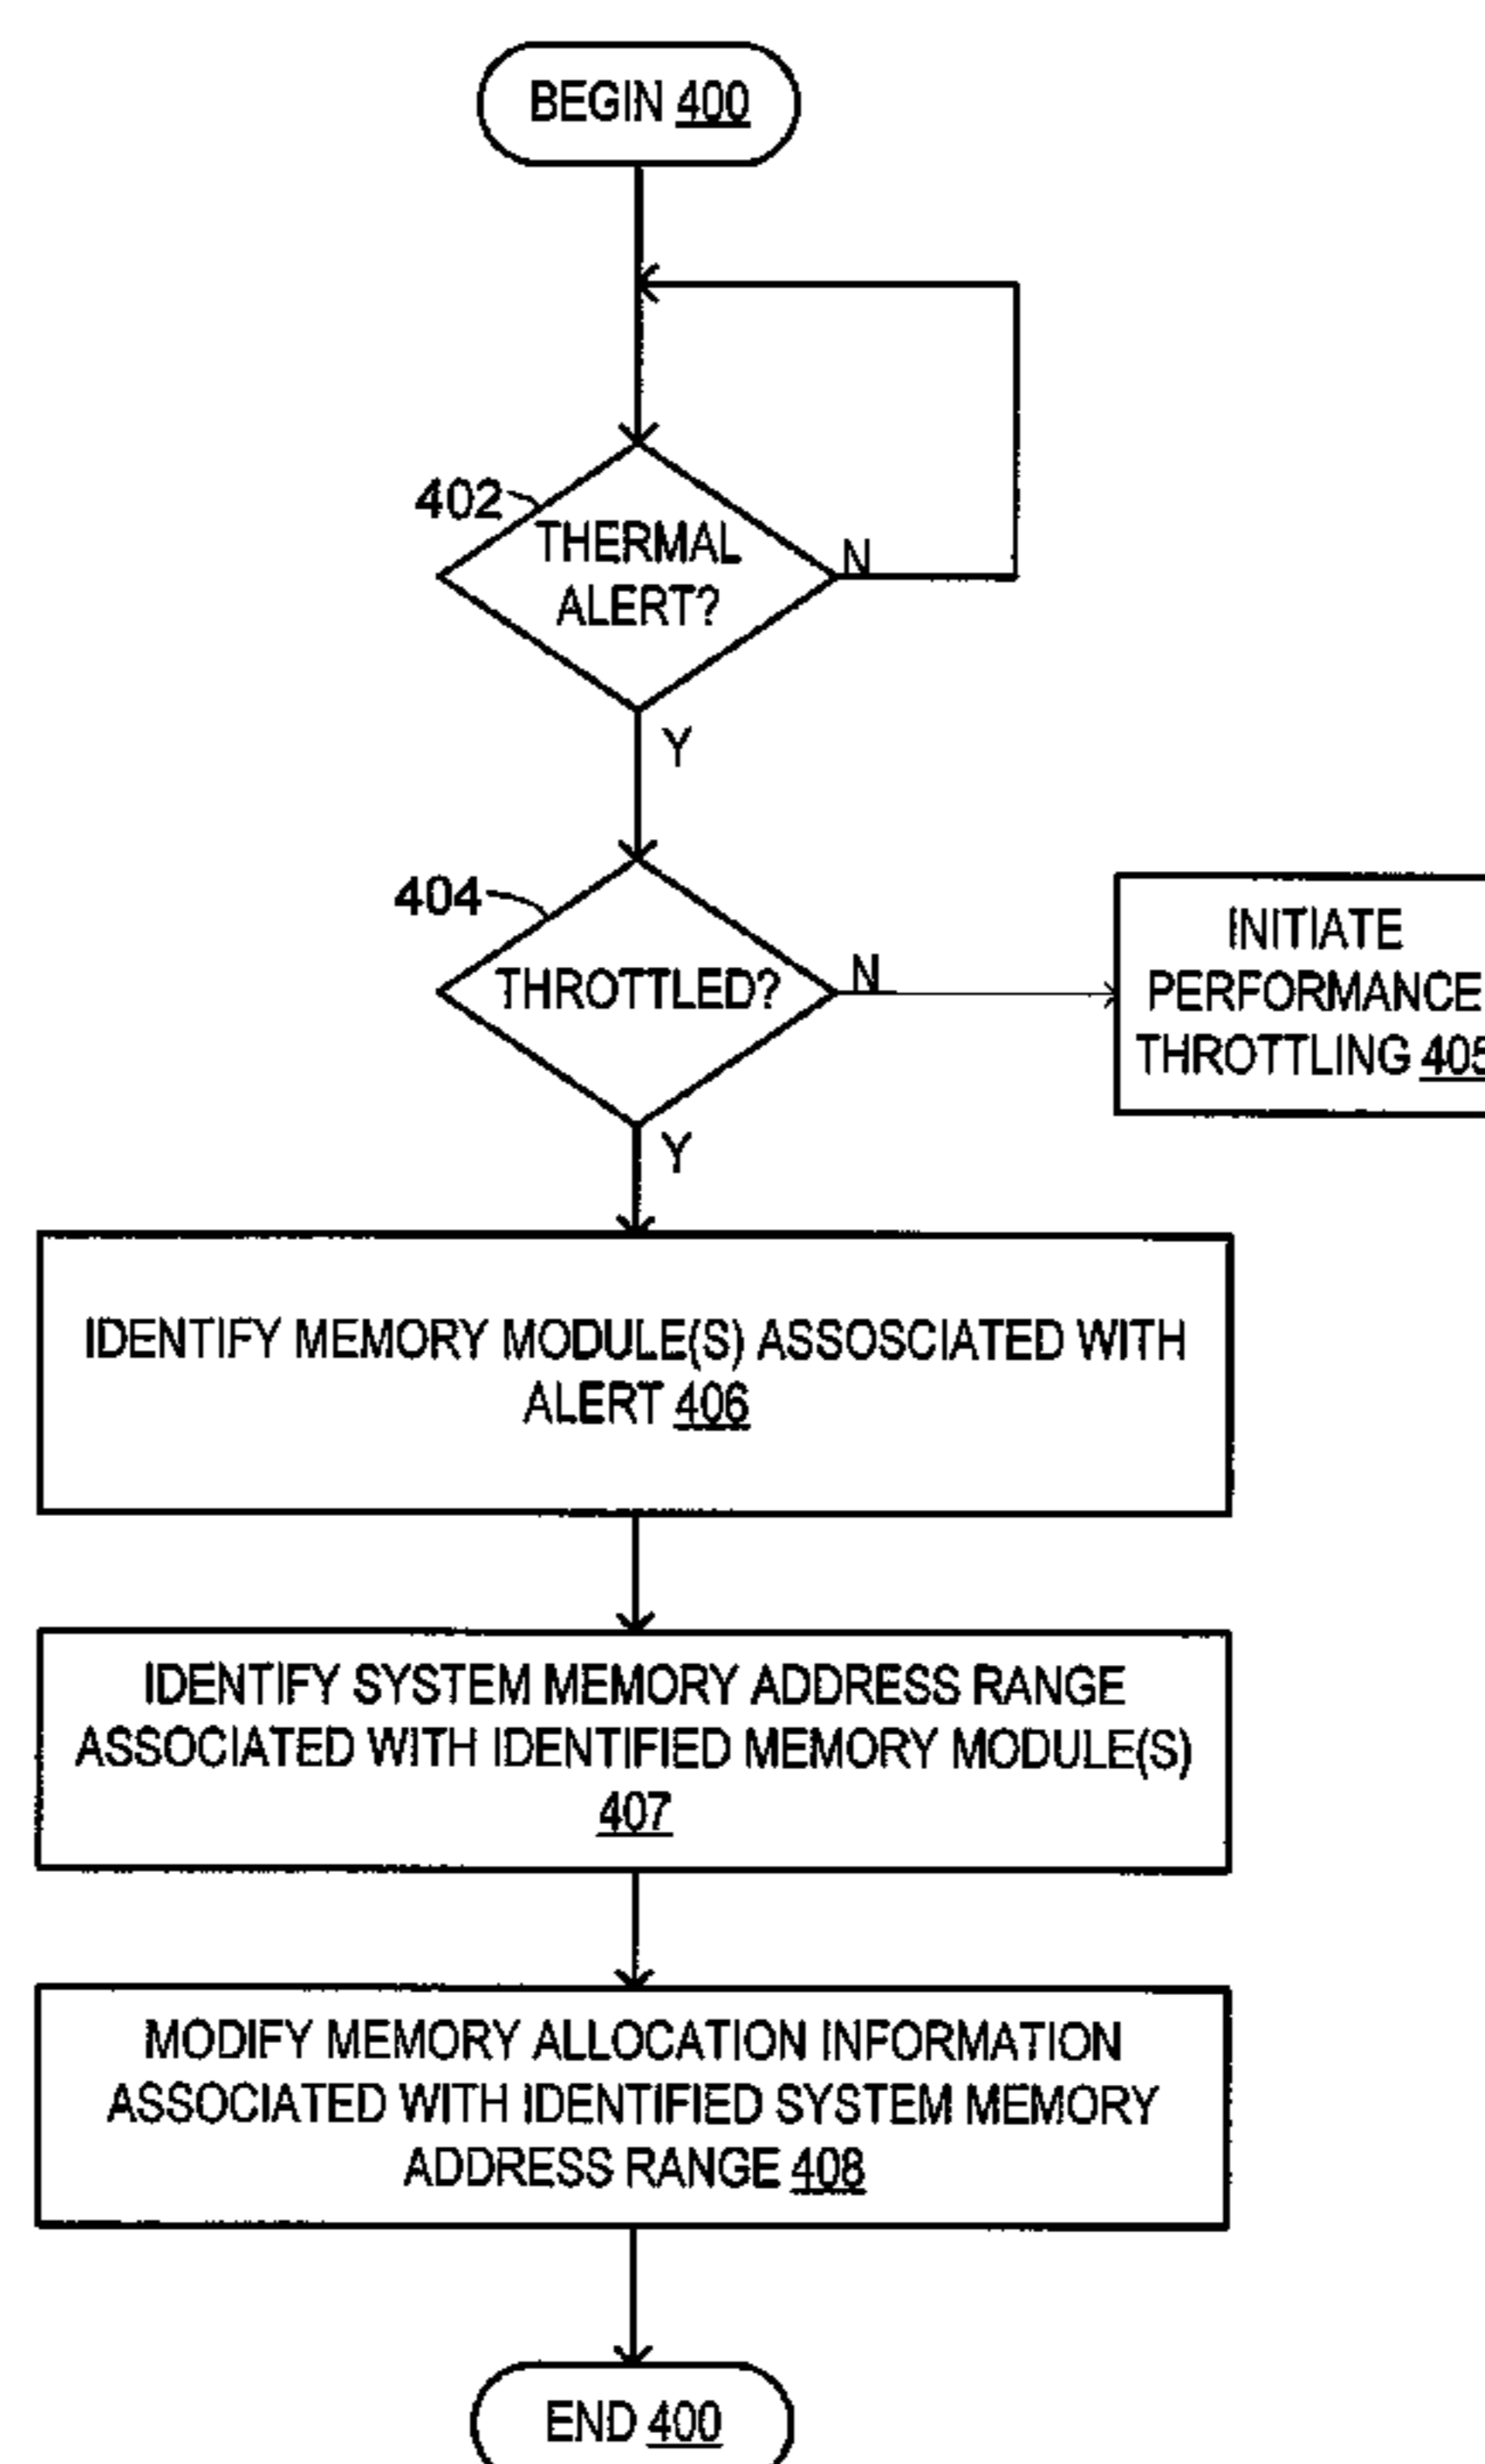 BEGIN 400
402
THERMAL
ALERT?
N
Y
404
THROTTLED?
N
INITIATE
PERFORMANCE
THROTTLING 405
Y
IDENTIFY MEMORY MODULE(S) ASSOSCIATED WITH
ALERT 406
IDENTIFY SYSTEM MEMORY ADDRESS RANGE
ASSOCIATED WITH IDENTIFIED MEMORY MODULE(S)
407
MODIFY MEMORY ALLOCATION INFORMATION
ASSOCIATED WITH IDENTIFIED SYSTEM MEMORY
ADDRESS RANGE 408
END 400